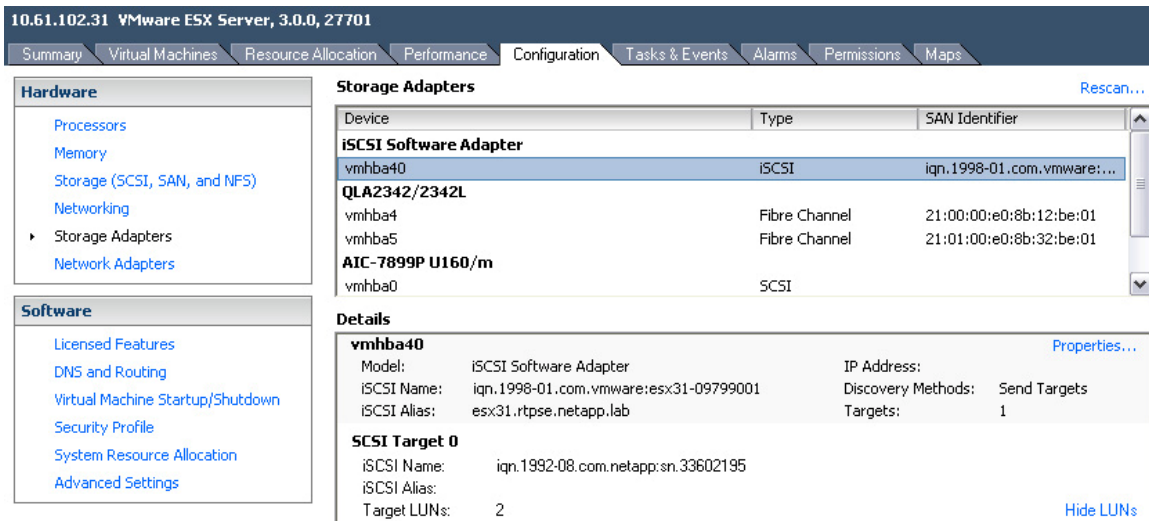 10.61.102.31 VMware ESX Server, 3.0.0, 27701
Summary Virtual Machines Resource Allocation Performance Configuration Tasks & Events Alarms Permissions Maps
Hardware
Processors
Memory
Storage (SCSI, SAN, and NFS)
Networking
Storage Adapters
Network Adapters
Software
Licensed Features
DNS and Routing
Virtual Machine Startup/Shutdown
Security Profile
System Resource Allocation
Advanced Settings
Storage Adapters Rescan...
Device Type SAN Identifier
iSCSI Software Adapter
vmhba40 iSCSI iqn.1998-01.com.vmware:...
QLA2342/2342L
vmhba4 Fibre Channel 21:00:00:e0:8b:12:be:01
vmhba5 Fibre Channel 21:01:00:e0:8b:32:be:01
AIC-7899P U160/m
vmhba0 SCSI
Details
vmhba40 Properties...
Model: iSCSI Software Adapter IP Address:
iSCSI Name: iqn.1998-01.com.vmware:esx31-09799001 Discovery Methods: Send Targets
iSCSI Alias: esx31.rtpse.netapp.lab Targets: 1
SCSI Target 0
iSCSI Name: iqn.1992-08.com.netapp:sn.33602195
iSCSI Alias:
Target LUNs: 2 Hide LUNs